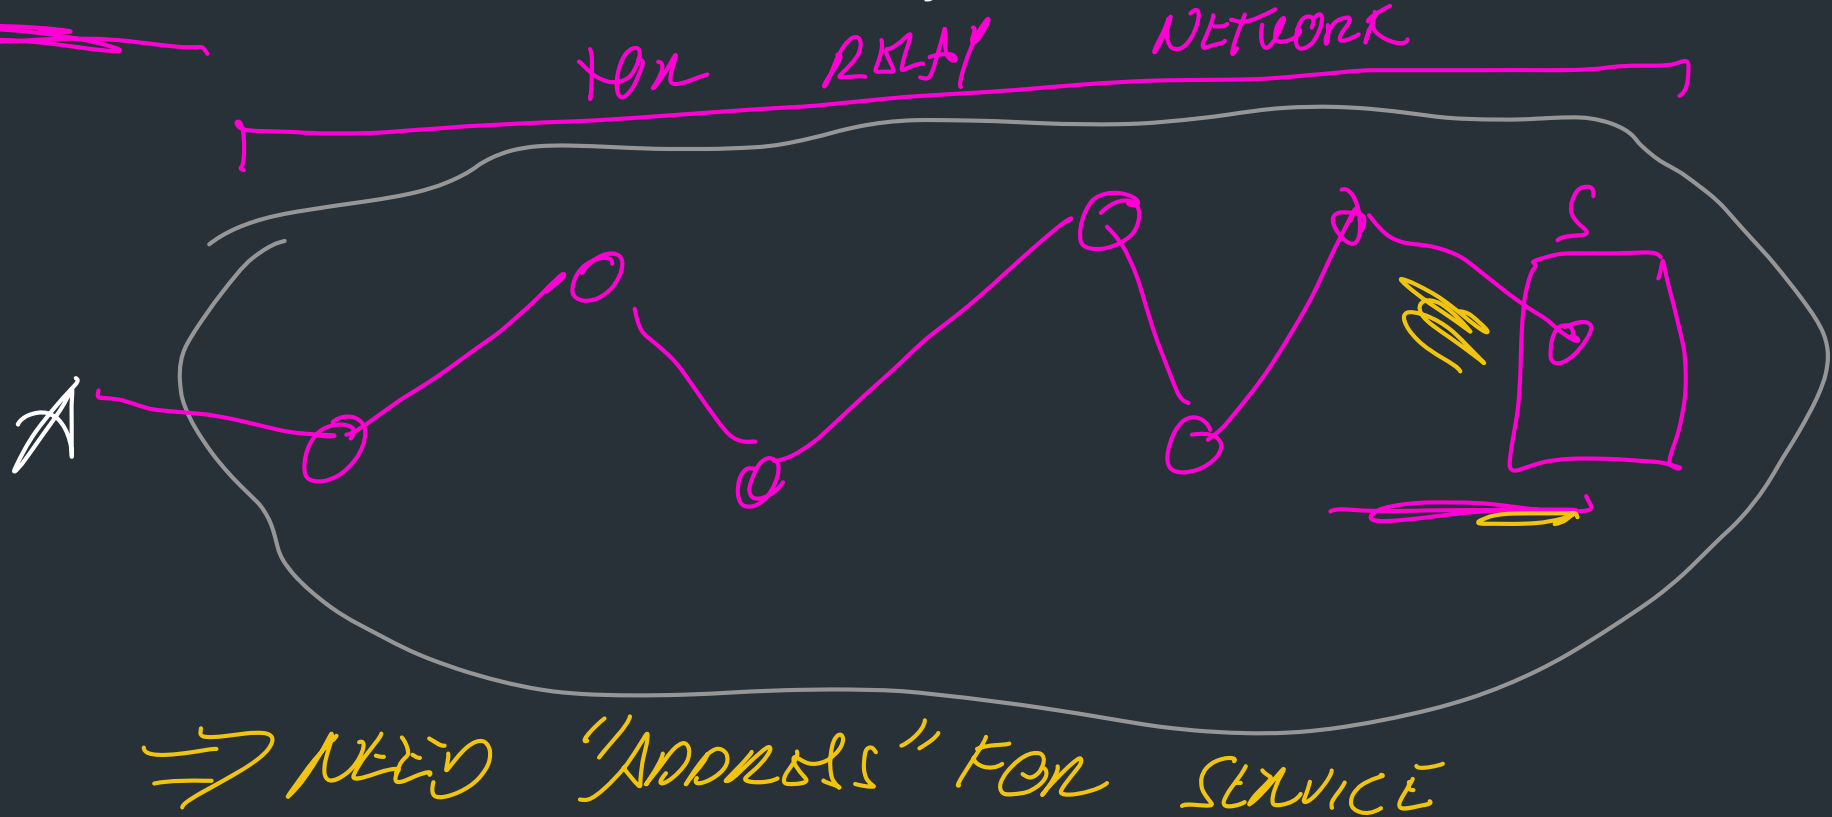 TOR RELAY NETWORK
S
A
⇒ NEED "ADDRESS" FOR SERVICE